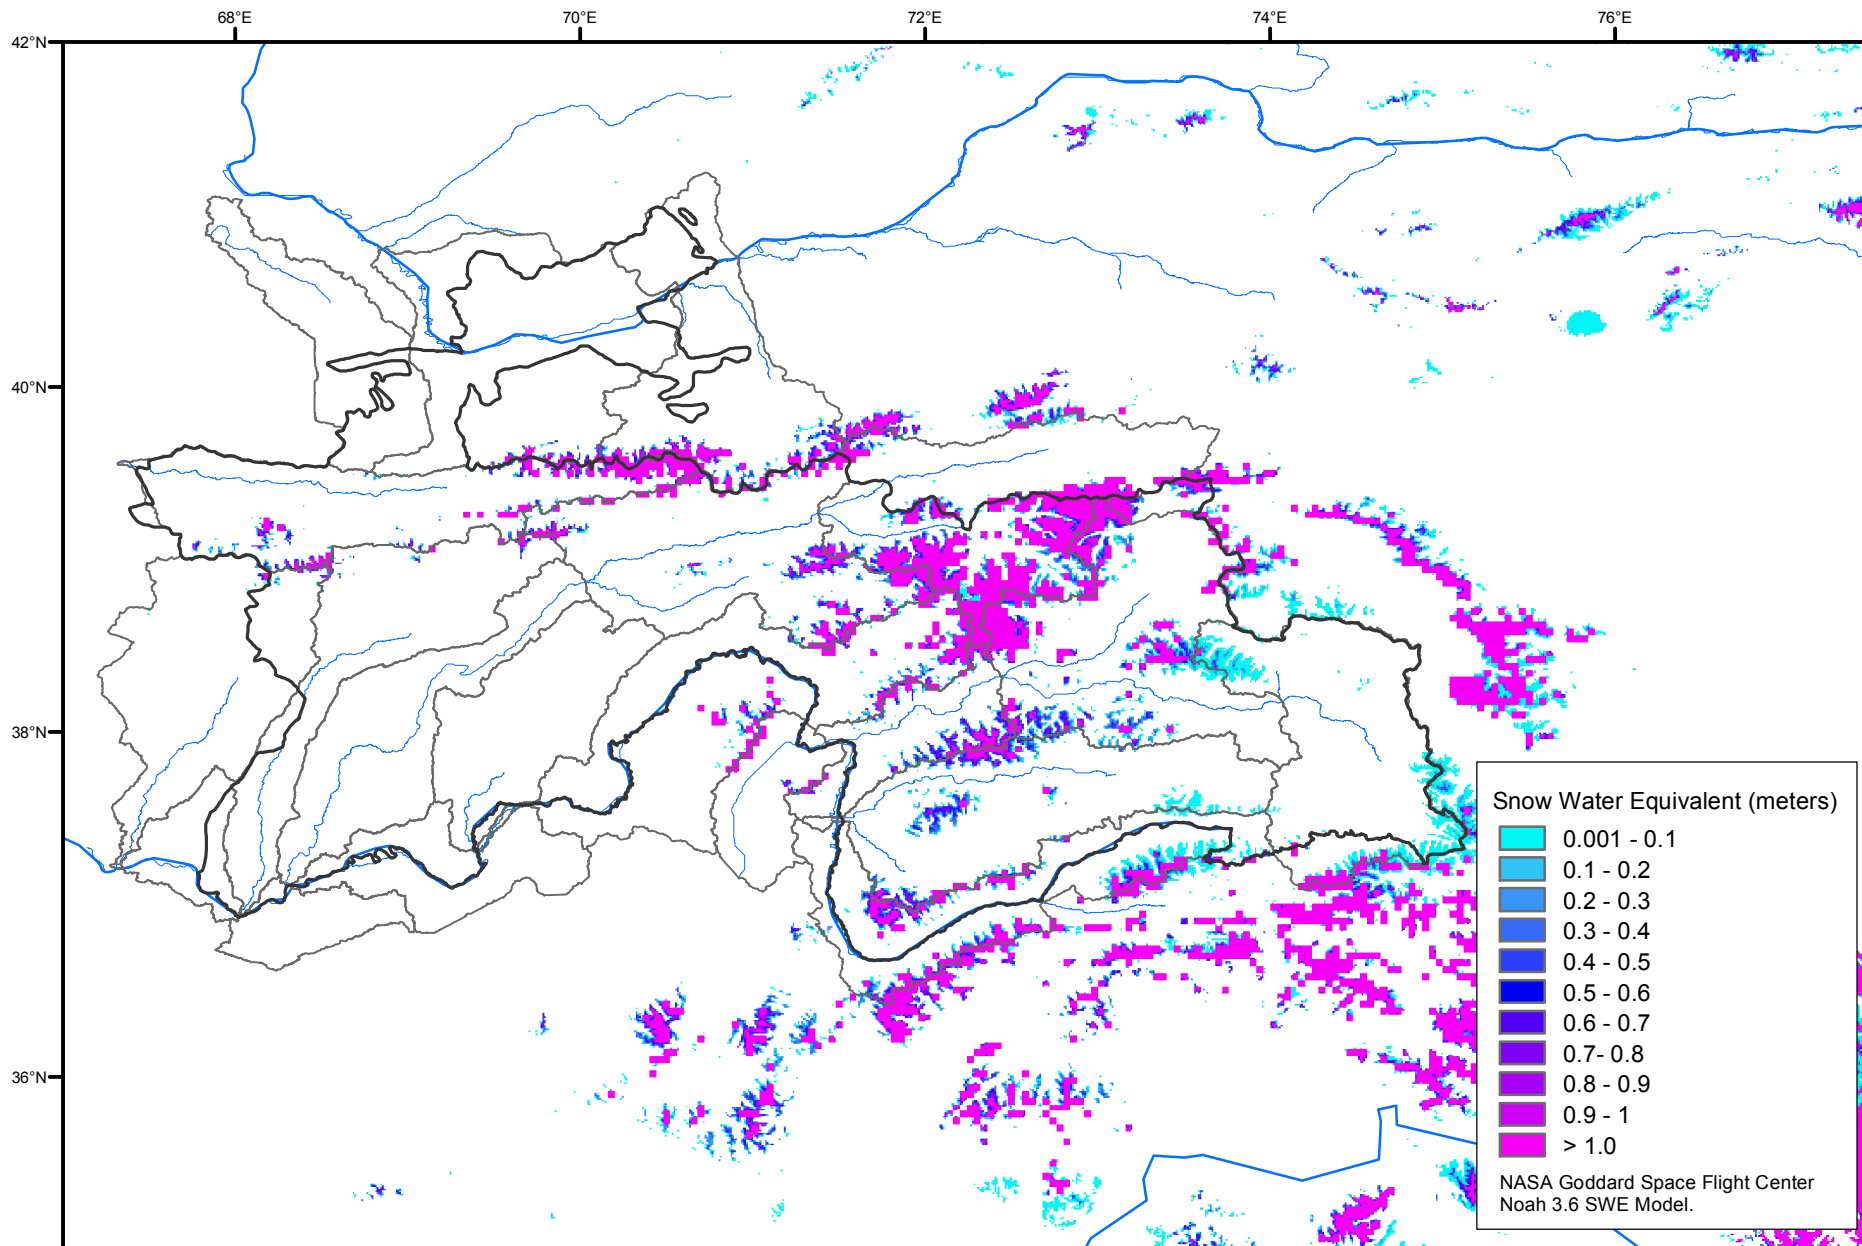 68°E
70°E
72°E
74°E
76°E
42°N
40°N
38°N
36°N
Snow Water Equivalent (meters)
0.001 - 0.1
0.1 - 0.2
0.2 - 0.3
0.3 - 0.4
0.4 - 0.5
0.5 - 0.6
0.6 - 0.7
0.7- 0.8
0.8 - 0.9
0.9 - 1
> 1.0
NASA Goddard Space Flight Center
Noah 3.6 SWE Model.